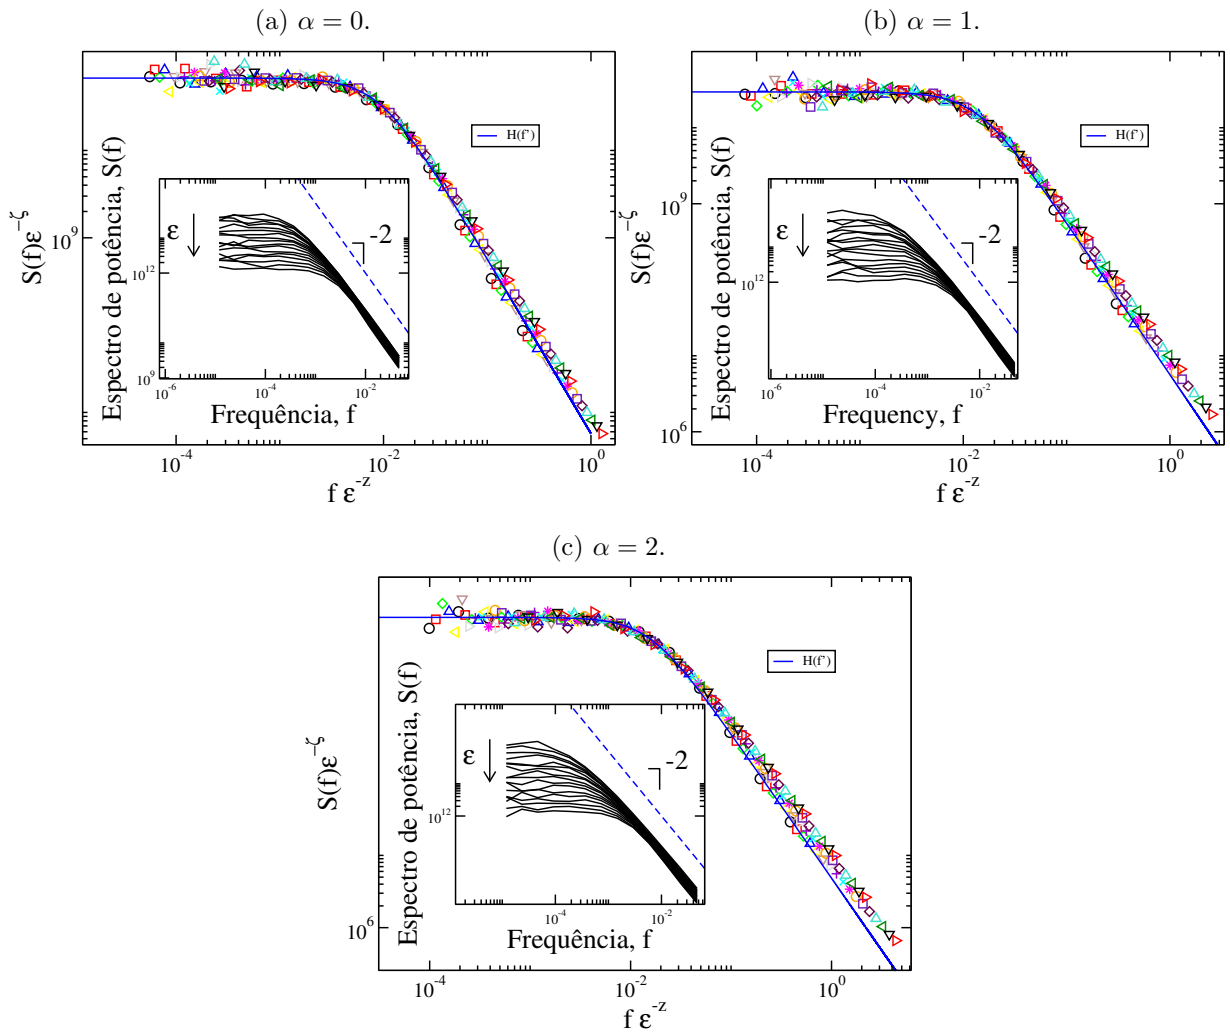 (a) α = 0.
S(f)ε^-ζ
10^9
10^-4
10^-2
10^0
f ε^-z
H(f')
Espectro de potência, S(f)
ε
-2
10^12
10^9
10^-6
10^-4
10^-2
Frequência, f
(b) α = 1.
S(f)ε^-ζ
10^9
10^6
10^-4
10^-2
10^0
f ε^-z
H(f')
Espectro de potência, S(f)
ε
-2
10^12
10^-6
10^-4
10^-2
Frequency, f
(c) α = 2.
S(f)ε^-ζ
10^6
10^-4
10^-2
10^0
f ε^-z
H(f')
Espectro de potência, S(f)
ε
-2
10^12
10^-4
10^-2
Frequência, f